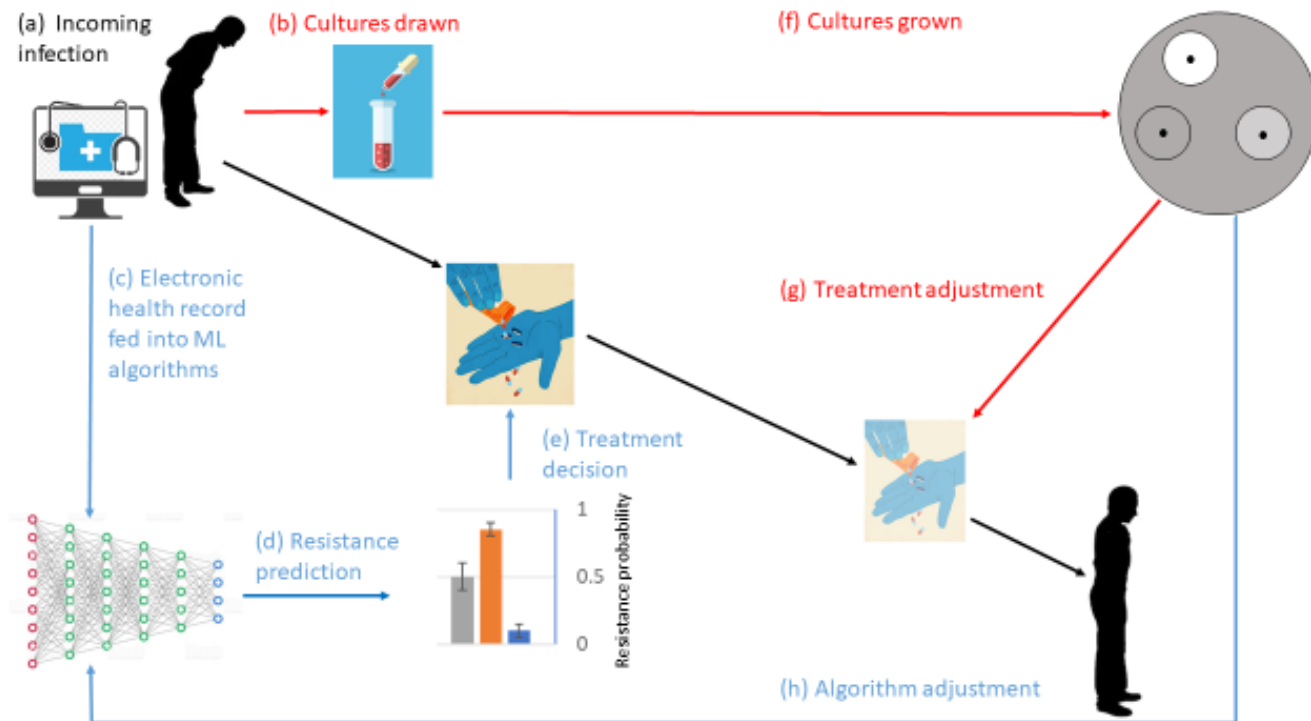 (a) Incoming
infection
(b) Cultures drawn
(f) Cultures grown
(c) Electronic
health record
fed into ML
algorithms
(g) Treatment adjustment
(e) Treatment
decision
(d) Resistance
prediction
1
0.5
0
Resistance probability
(h) Algorithm adjustment